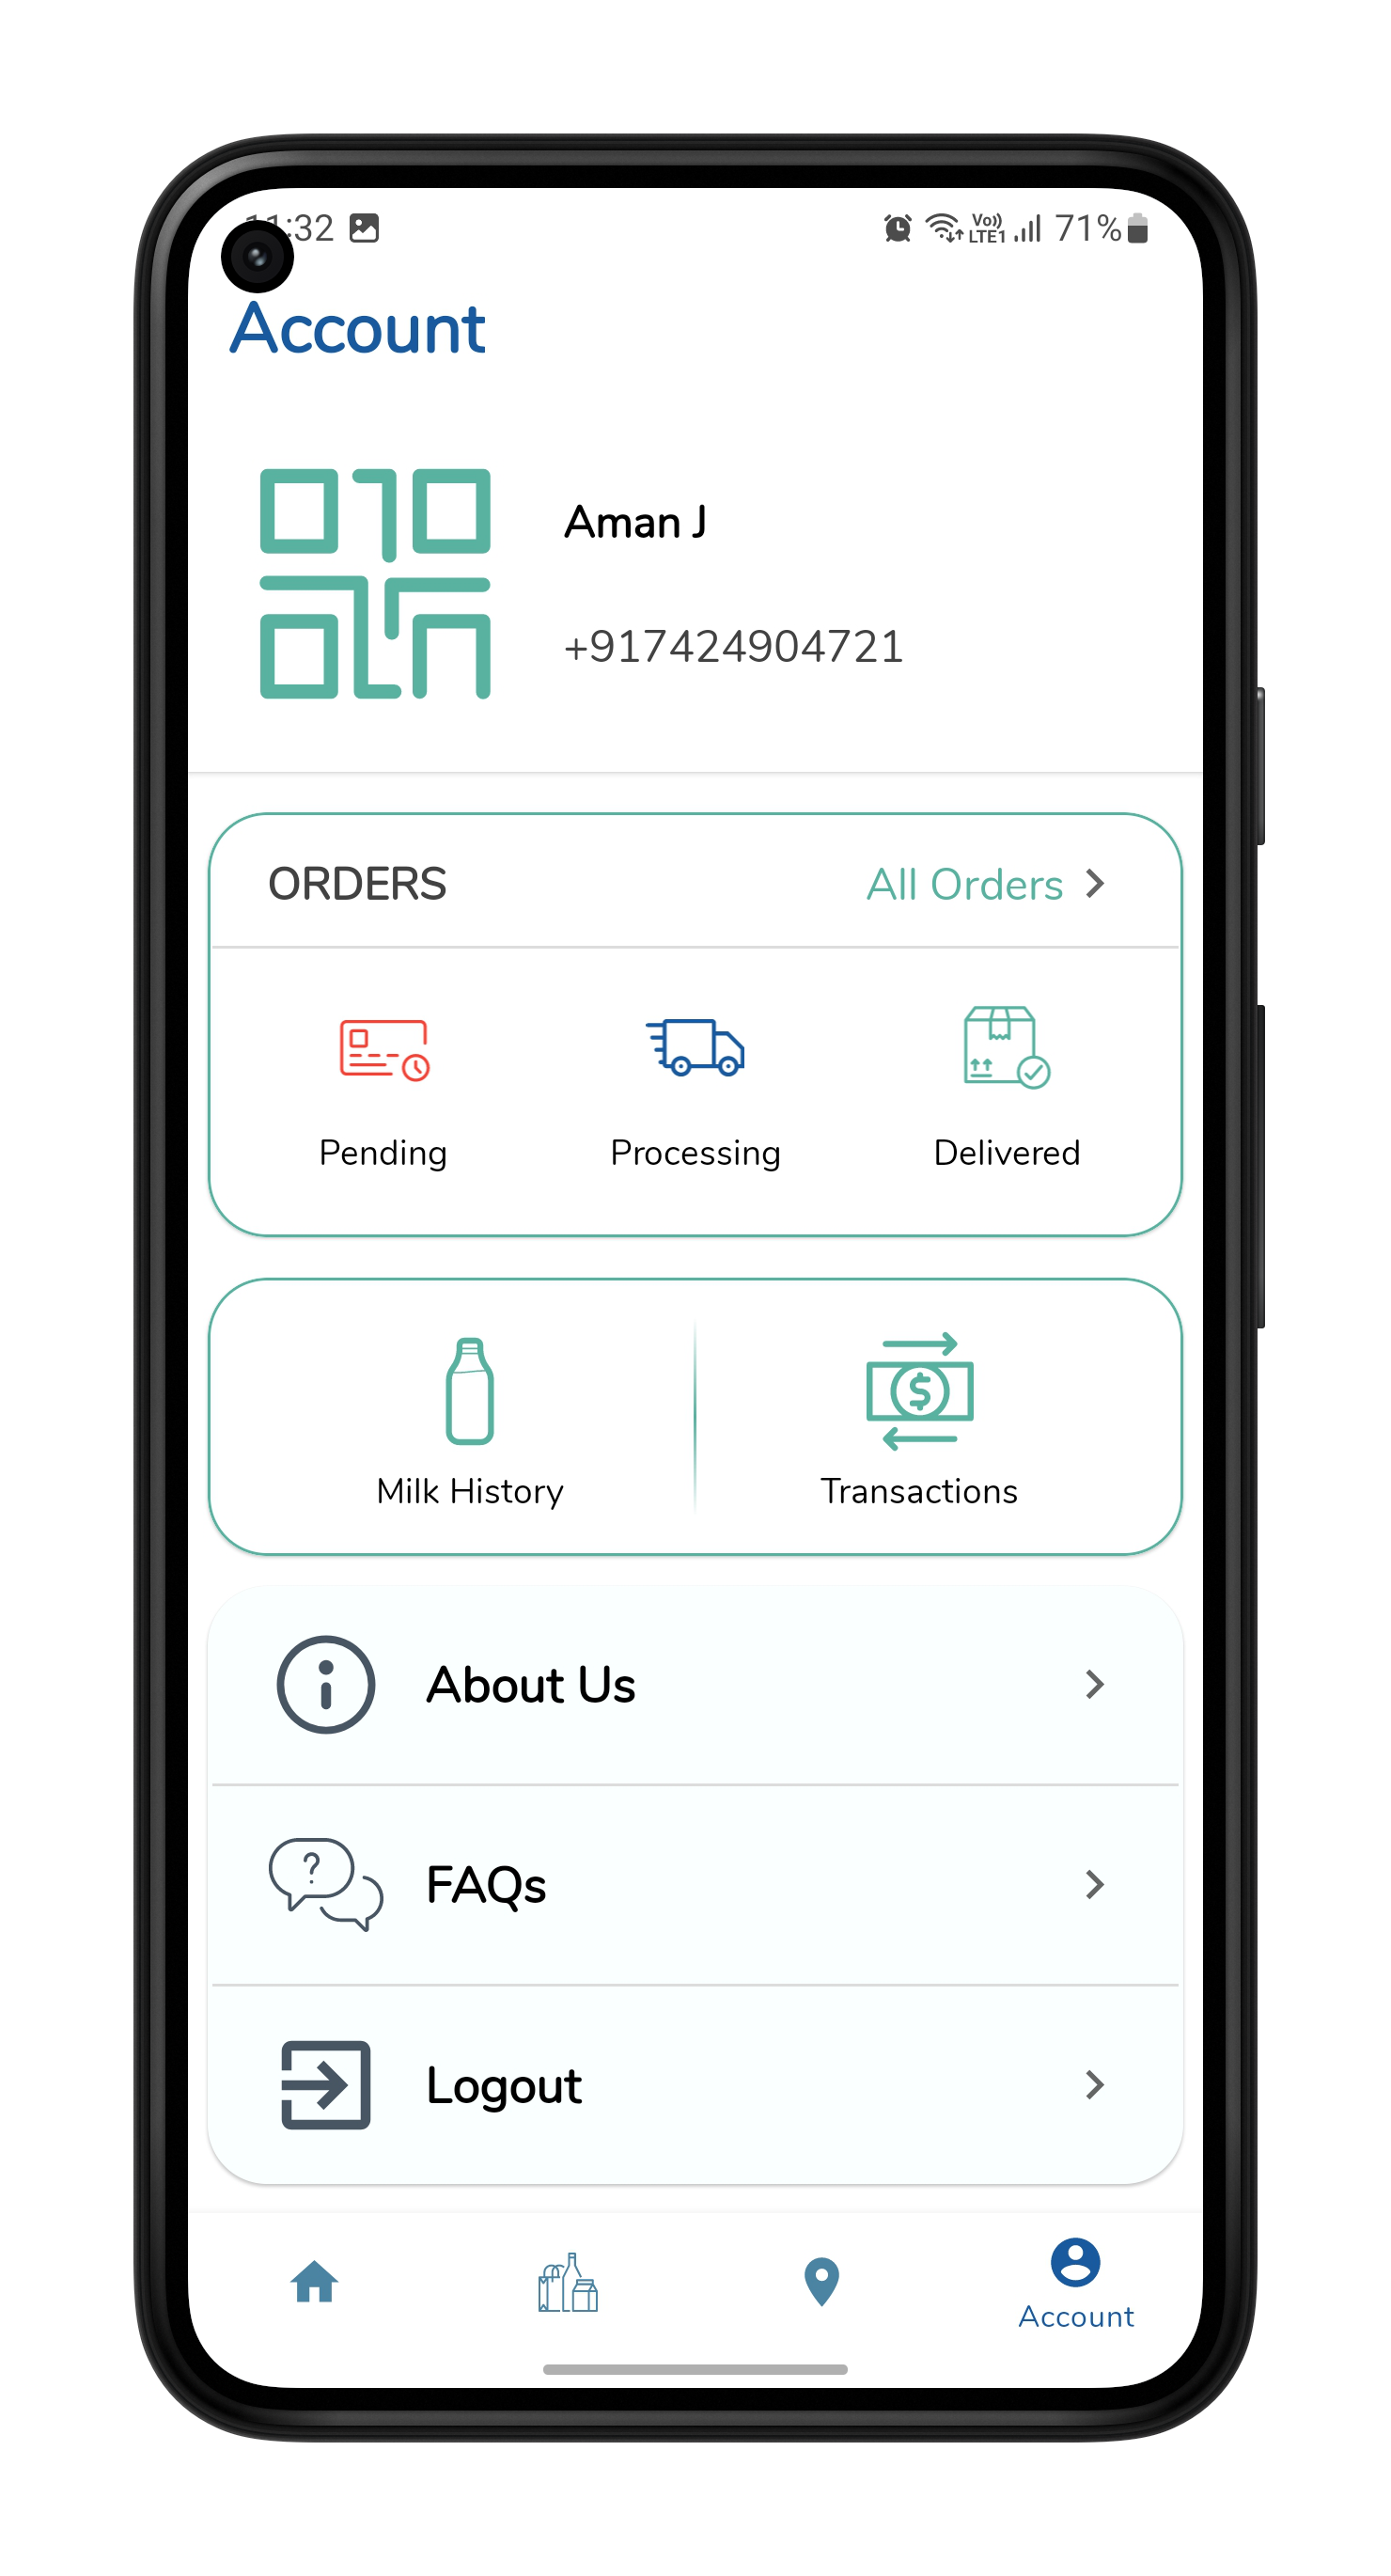 11:32 Vo)) LTE1 71%
Account
Aman J
+917424904721
ORDERS All Orders
Pending Processing Delivered
Milk History Transactions
About Us
FAQs
Logout
Account